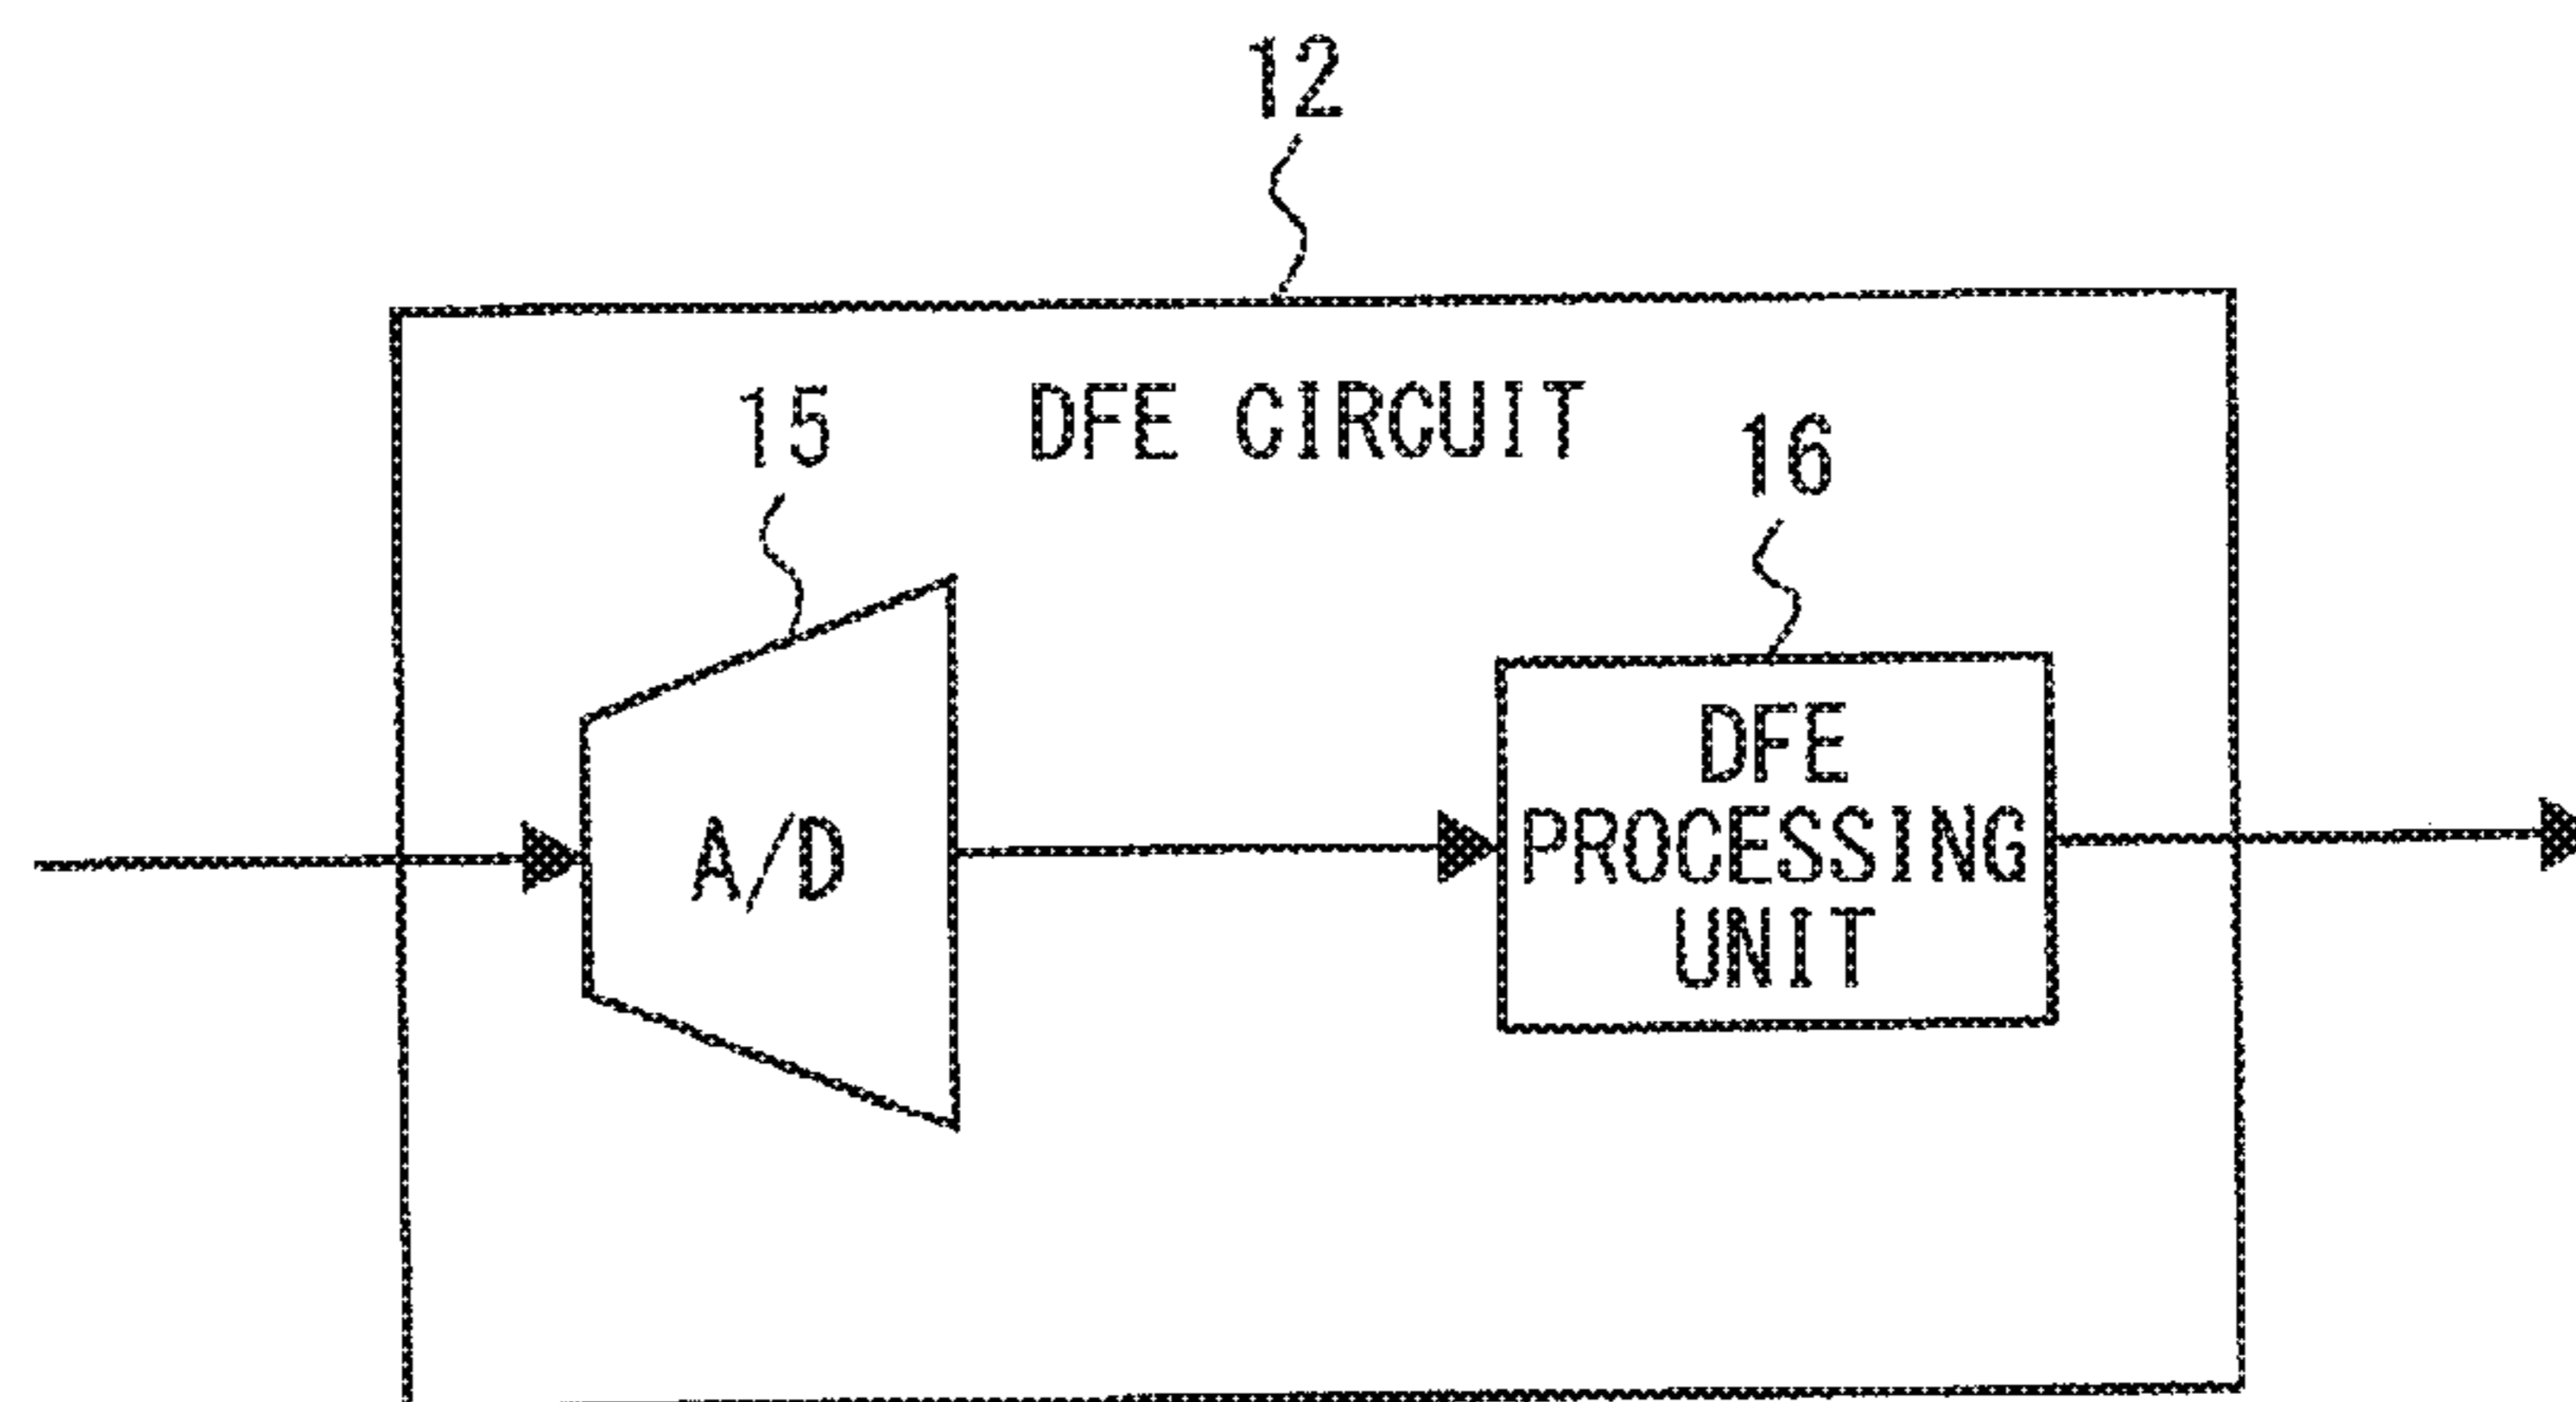 12
DFE CIRCUIT
15
16
A/D
DFE
PROCESSING
UNIT